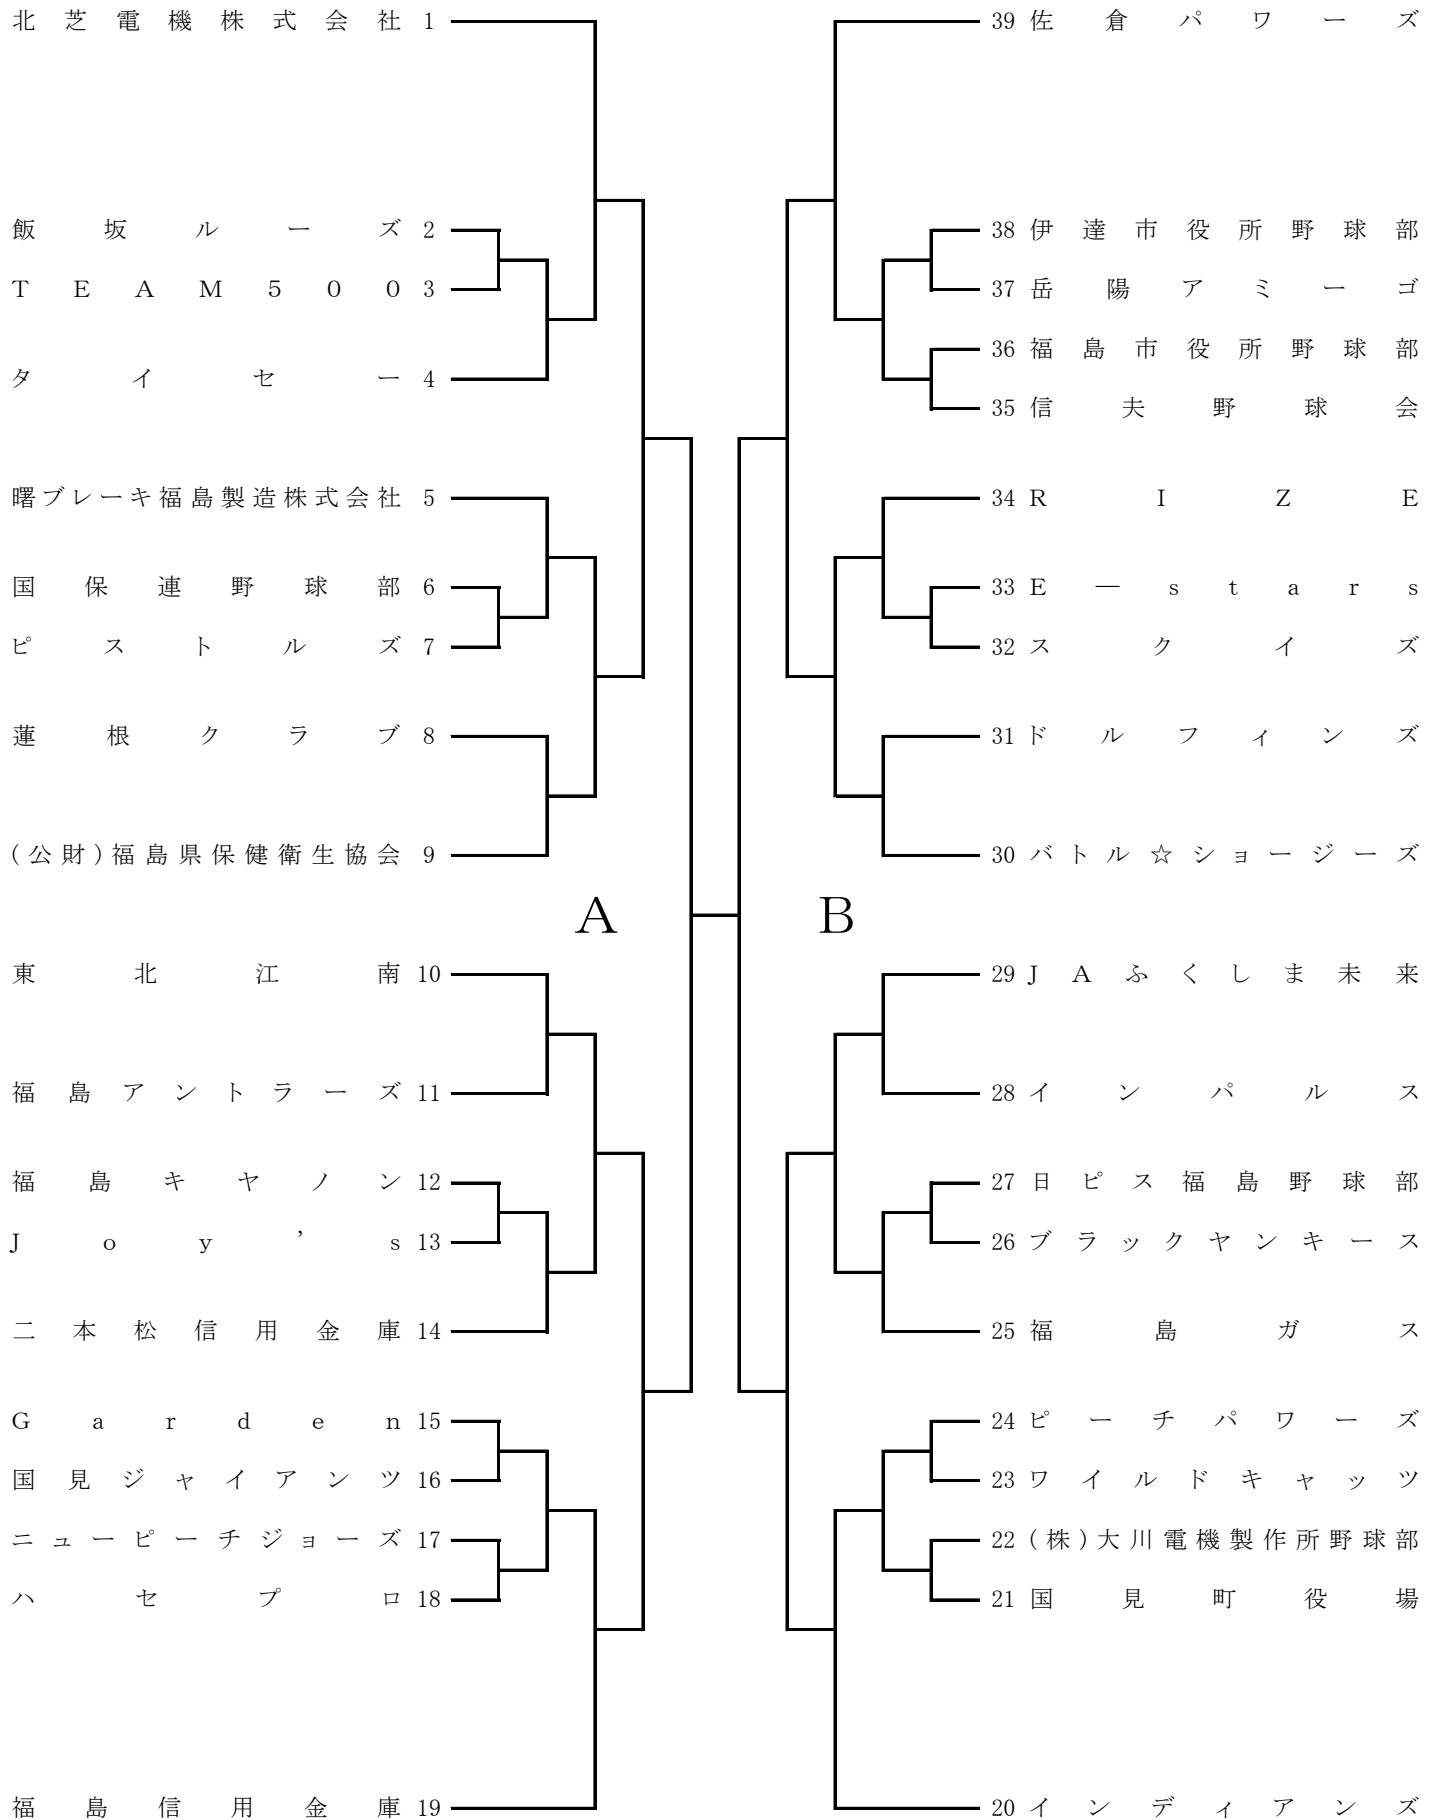 北芝電機株式会社 1
飯坂ルーズ 2
TEAM500 3
タイセー 4
曙ブレーキ福島製造株式会社 5
国保連野球部 6
ピストルズ 7
蓮根クラブ 8
(公財)福島県保健衛生協会 9
A
東北江南 10
福島アントラーズ 11
福島キヤノン 12
Joy’s 13
二本松信用金庫 14
Garden 15
国見ジャイアンツ 16
ニューピーチジョーズ 17
ハセプロ 18
福島信用金庫 19
39 佐倉パワーズ
38 伊達市役所野球部
37 岳陽アミーゴ
36 福島市役所野球部
35 信夫野球会
34 RIZE
33 E―stars
32 スクイズ
31 ドルフィンズ
30 バトル☆ショージーズ
B
29 JAふくしま未来
28 インパルス
27 日ピス福島野球部
26 ブラックヤンキース
25 福島ガス
24 ピーチパワーズ
23 ワイルドキャッツ
22 (株)大川電機製作所野球部
21 国見町役場
20 インディアンズ